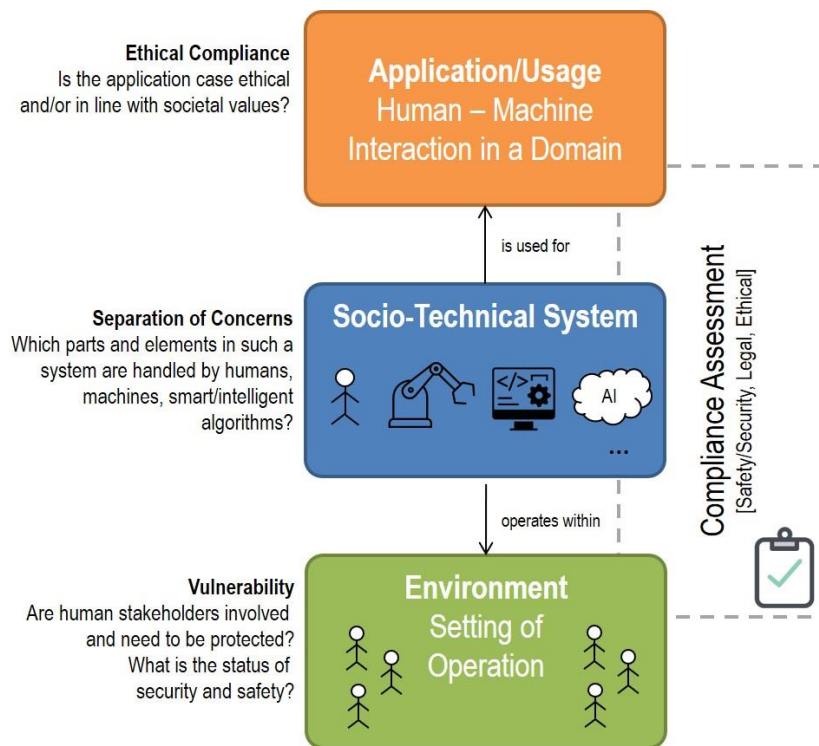 Ethical Compliance
Is the application case ethical
and/or in line with societal values?
Application/Usage
Human – Machine
Interaction in a Domain
is used for
Separation of Concerns
Which parts and elements in such a
system are handled by humans,
machines, smart/intelligent
algorithms?
Socio-Technical System
</>
AI
...
operates within
Vulnerability
Are human stakeholders involved
and need to be protected?
What is the status of
security and safety?
Environment
Setting of
Operation
Compliance Assessment
[Safety/Security, Legal, Ethical]